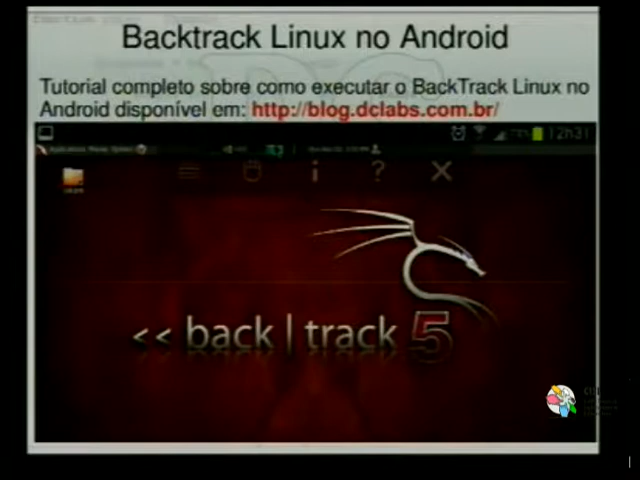 Backtrack Linux no Android
Tutorial completo sobre como executar o BackTrack Linux no
Android disponível em: http://blog.dclabs.com.br/
12h31
<< back | track 5